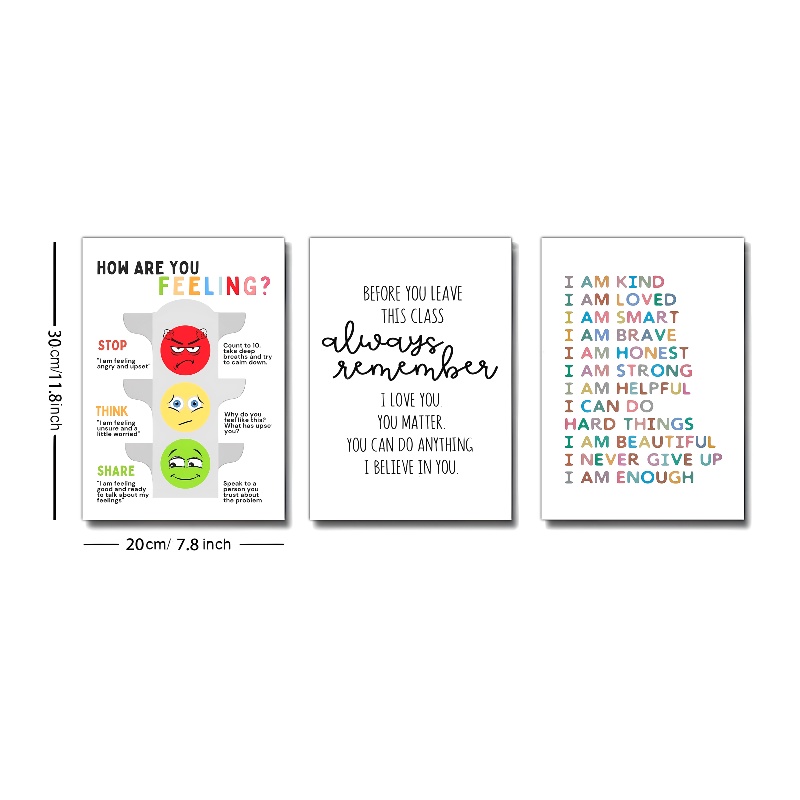 30cm/11.8inch
20cm/ 7.8 inch
HOW ARE YOU
FEELING?
STOP
"I am feeling
angry and upset"
Count to 10,
take deep
breaths and try
to calm down.
THINK
"I am feeling
unsure and a
little worried"
Why do you
feel like this?
What has upse
you?
SHARE
"I am feeling
good and ready
to talk about my
feelings"
Speak to a
person you
trust about
the problem
BEFORE YOU LEAVE
THIS CLASS
always
remember
I LOVE YOU.
YOU MATTER.
YOU CAN DO ANYTHING
I BELIEVE IN YOU.
I AM KIND
I AM LOVED
I AM SMART
I AM BRAVE
I AM HONEST
I AM STRONG
I AM HELPFUL
I CAN DO
HARD THINGS
I AM BEAUTIFUL
I NEVER GIVE UP
I AM ENOUGH